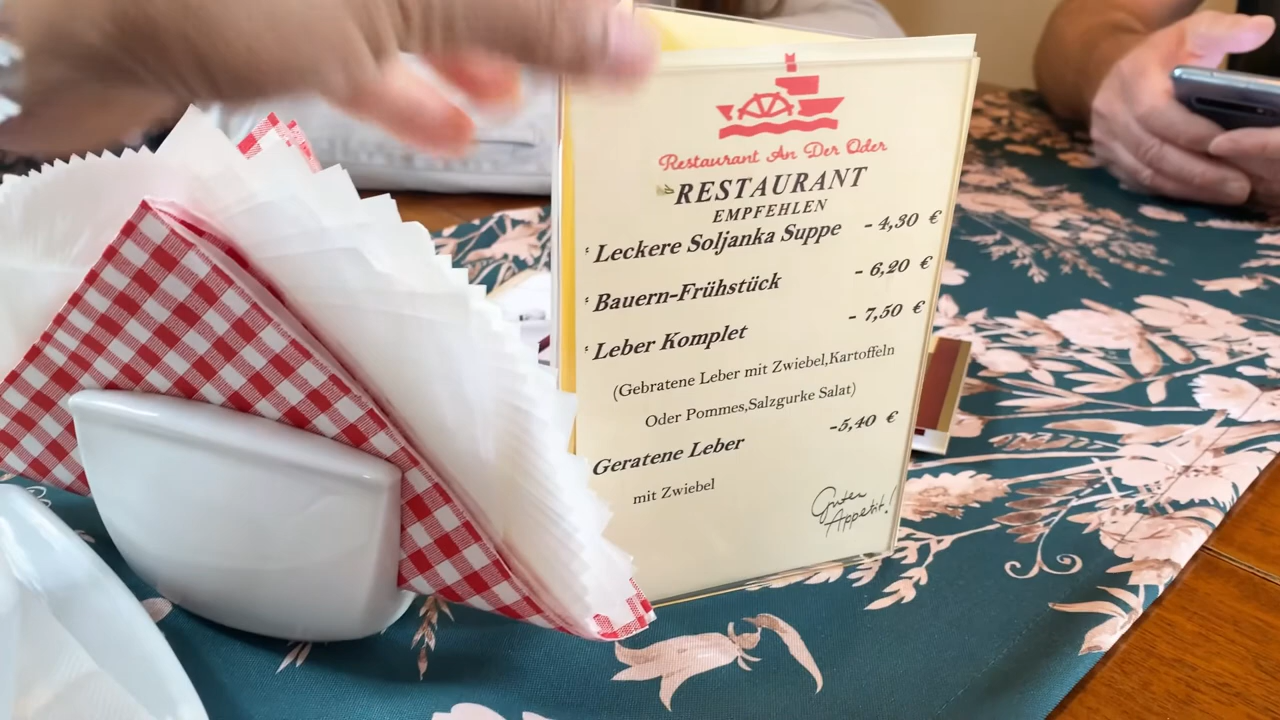 Restaurant An Der Oder
RESTAURANT
EMPFEHLEN
Leckere Soljanka Suppe - 4,30 €
Bauern-Frühstück - 6,20 €
Leber Komplet - 7,50 €
(Gebratene Leber mit Zwiebel,Kartoffeln
Oder Pommes,Salzgurke Salat)
Geratene Leber -5,40 €
mit Zwiebel
Guten
Appetit!